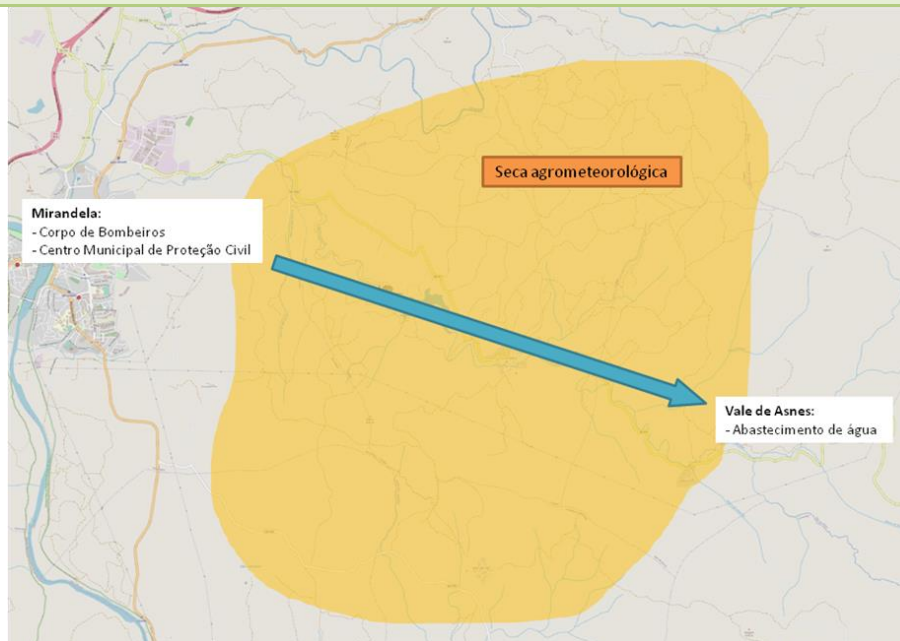 Seca agrometeorológica
Mirandela:
- Corpo de Bombeiros
- Centro Municipal de Proteção Civil
Vale de Asnes:
- Abastecimento de água